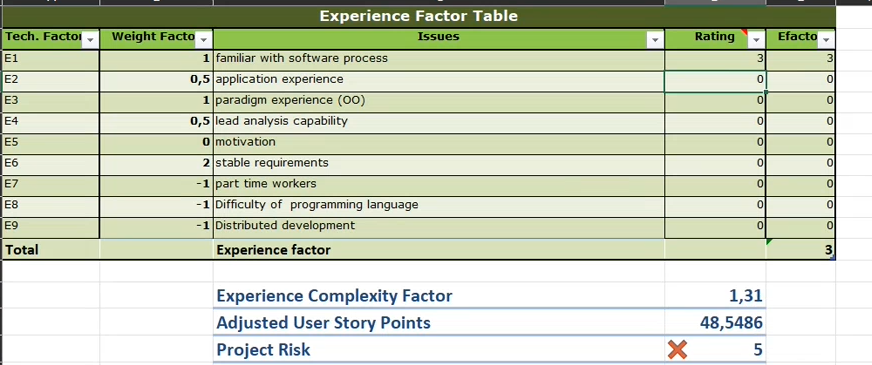 Experience Factor Table
Tech. Factor Weight Facto Issues Rating Efacto
E1 1 familiar with software process 3 3
E2 0,5 application experience 0 0
E3 1 paradigm experience (OO) 0 0
E4 0,5 lead analysis capability 0 0
E5 0 motivation 0 0
E6 2 stable requirements 0 0
E7 -1 part time workers 0 0
E8 -1 Difficulty of programming language 0 0
E9 -1 Distributed development 0 0
Total Experience factor 3
Experience Complexity Factor 1,31
Adjusted User Story Points 48,5486
Project Risk 5